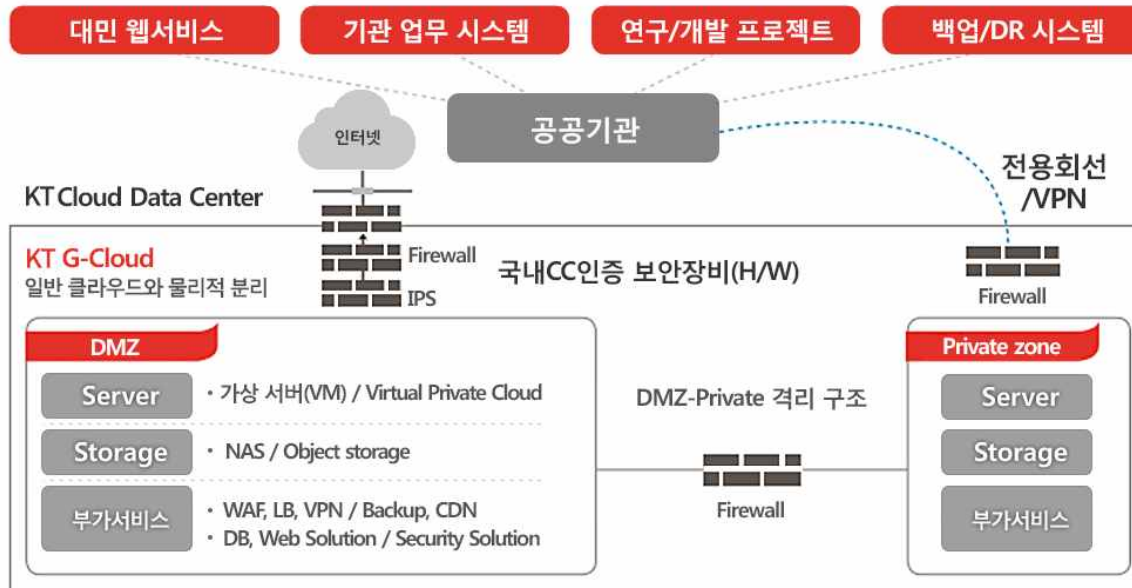 대민 웹서비스
기관 업무 시스템
연구/개발 프로젝트
백업/DR 시스템
인터넷
공공기관
전용회선
/VPN
KT Cloud Data Center
KT G-Cloud
일반 클라우드와 물리적 분리
Firewall
IPS
국내CC인증 보안장비(H/W)
Firewall
DMZ
Server
· 가상 서버(VM) / Virtual Private Cloud
Storage
· NAS / Object storage
부가서비스
· WAF, LB, VPN / Backup, CDN
· DB, Web Solution / Security Solution
DMZ-Private 격리 구조
Firewall
Private zone
Server
Storage
부가서비스